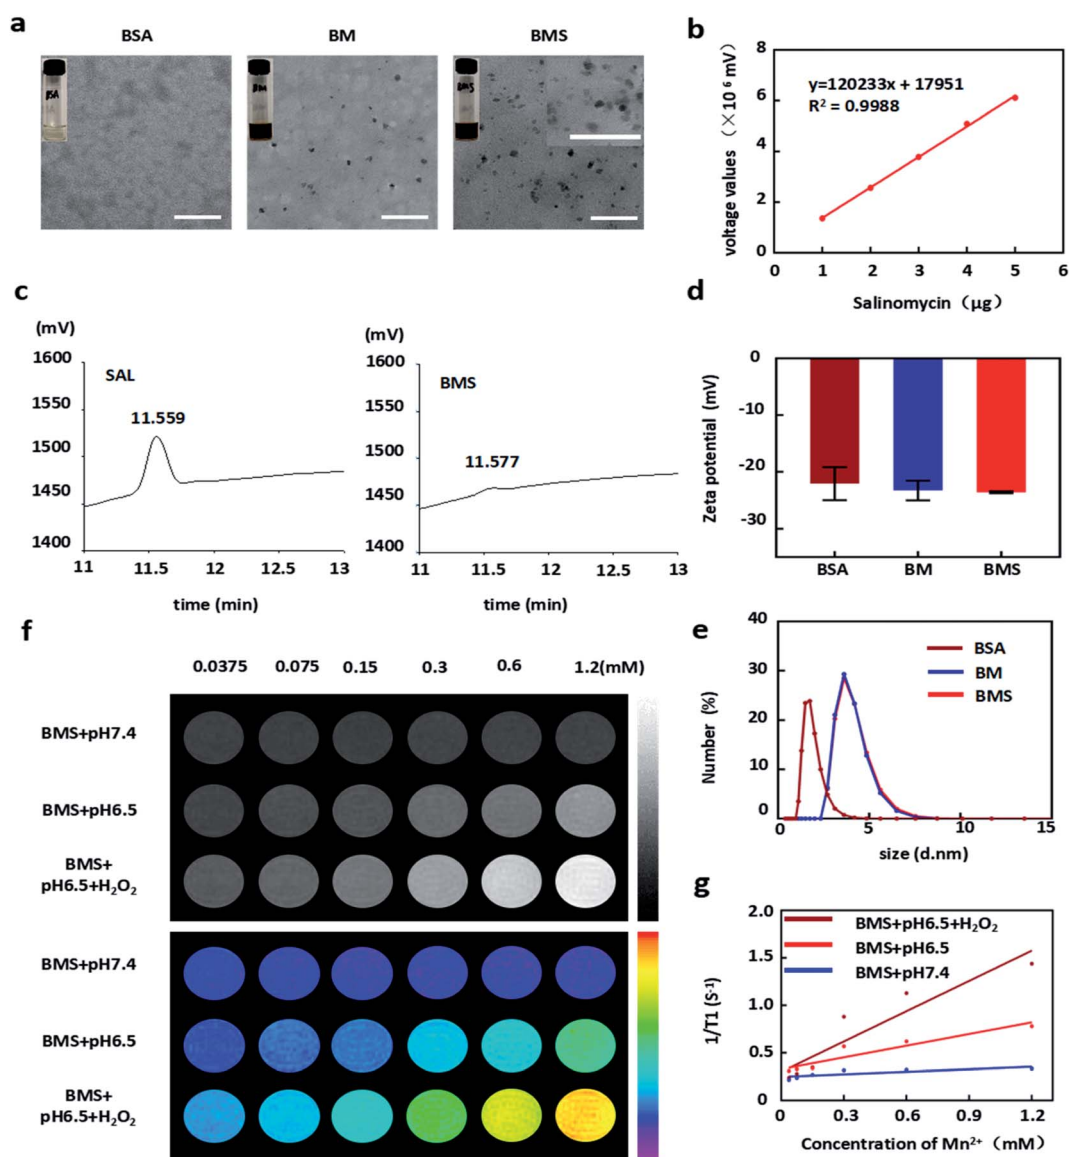 a
BSA BM BMS
BSA
BM
BMS
b
y=120233x + 17951
R² = 0.9988
voltage values (×10⁶ mV)
8
6
4
2
0
0 1 2 3 4 5 6
Salinomycin (μg)
c
(mV)
1600
1550
1500
1450
1400
SAL
11.559
11 11.5 12 12.5 13
time (min)
(mV)
1600
1550
1500
1450
1400
BMS
11.577
11 11.5 12 12.5 13
time (min)
d
Zeta potential (mV)
0
-10
-20
-30
BSA BM BMS
e
Number (%)
40
30
20
10
0
BSA
BM
BMS
0 5 10 15
size (d.nm)
f
0.0375 0.075 0.15 0.3 0.6 1.2(mM)
BMS+pH7.4
BMS+pH6.5
BMS+
pH6.5+H₂O₂
BMS+pH7.4
BMS+pH6.5
BMS+
pH6.5+H₂O₂
g
1/T1 (S⁻¹)
2.0
1.5
1.0
0.5
0
BMS+pH6.5+H₂O₂
BMS+pH6.5
BMS+pH7.4
0 0.3 0.6 0.9 1.2
Concentration of Mn²⁺ (mM)